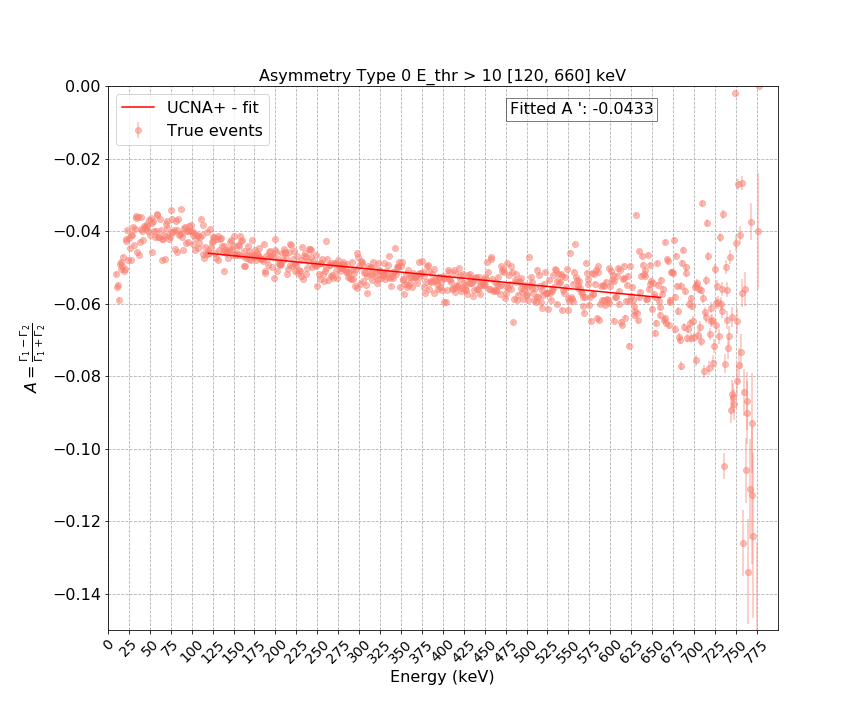 Asymmetry Type 0 E_thr > 10 [120, 660] keV
UCNA+ - fit
True events
Fitted A ': -0.0433
A = Γ1 − Γ2 / Γ1 + Γ2
0.00
−0.02
−0.04
−0.06
−0.08
−0.10
−0.12
−0.14
0 25 50 75 100 125 150 175 200 225 250 275 300 325 350 375 400 425 450 475 500 525 550 575 600 625 650 675 700 725 750 775
Energy (keV)